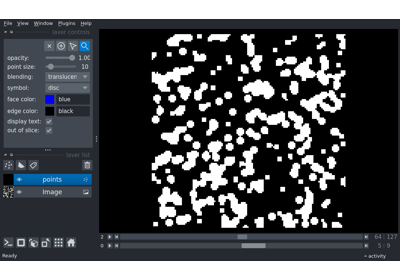 File View Window Plugins Help
layer controls
opacity: 1.00
point size: 10
blending: translucen
symbol: disc
face color: blue
edge color: black
display text:
out of slice:
layer list
points
Image
2 64 127
0 5 9
Ready activity